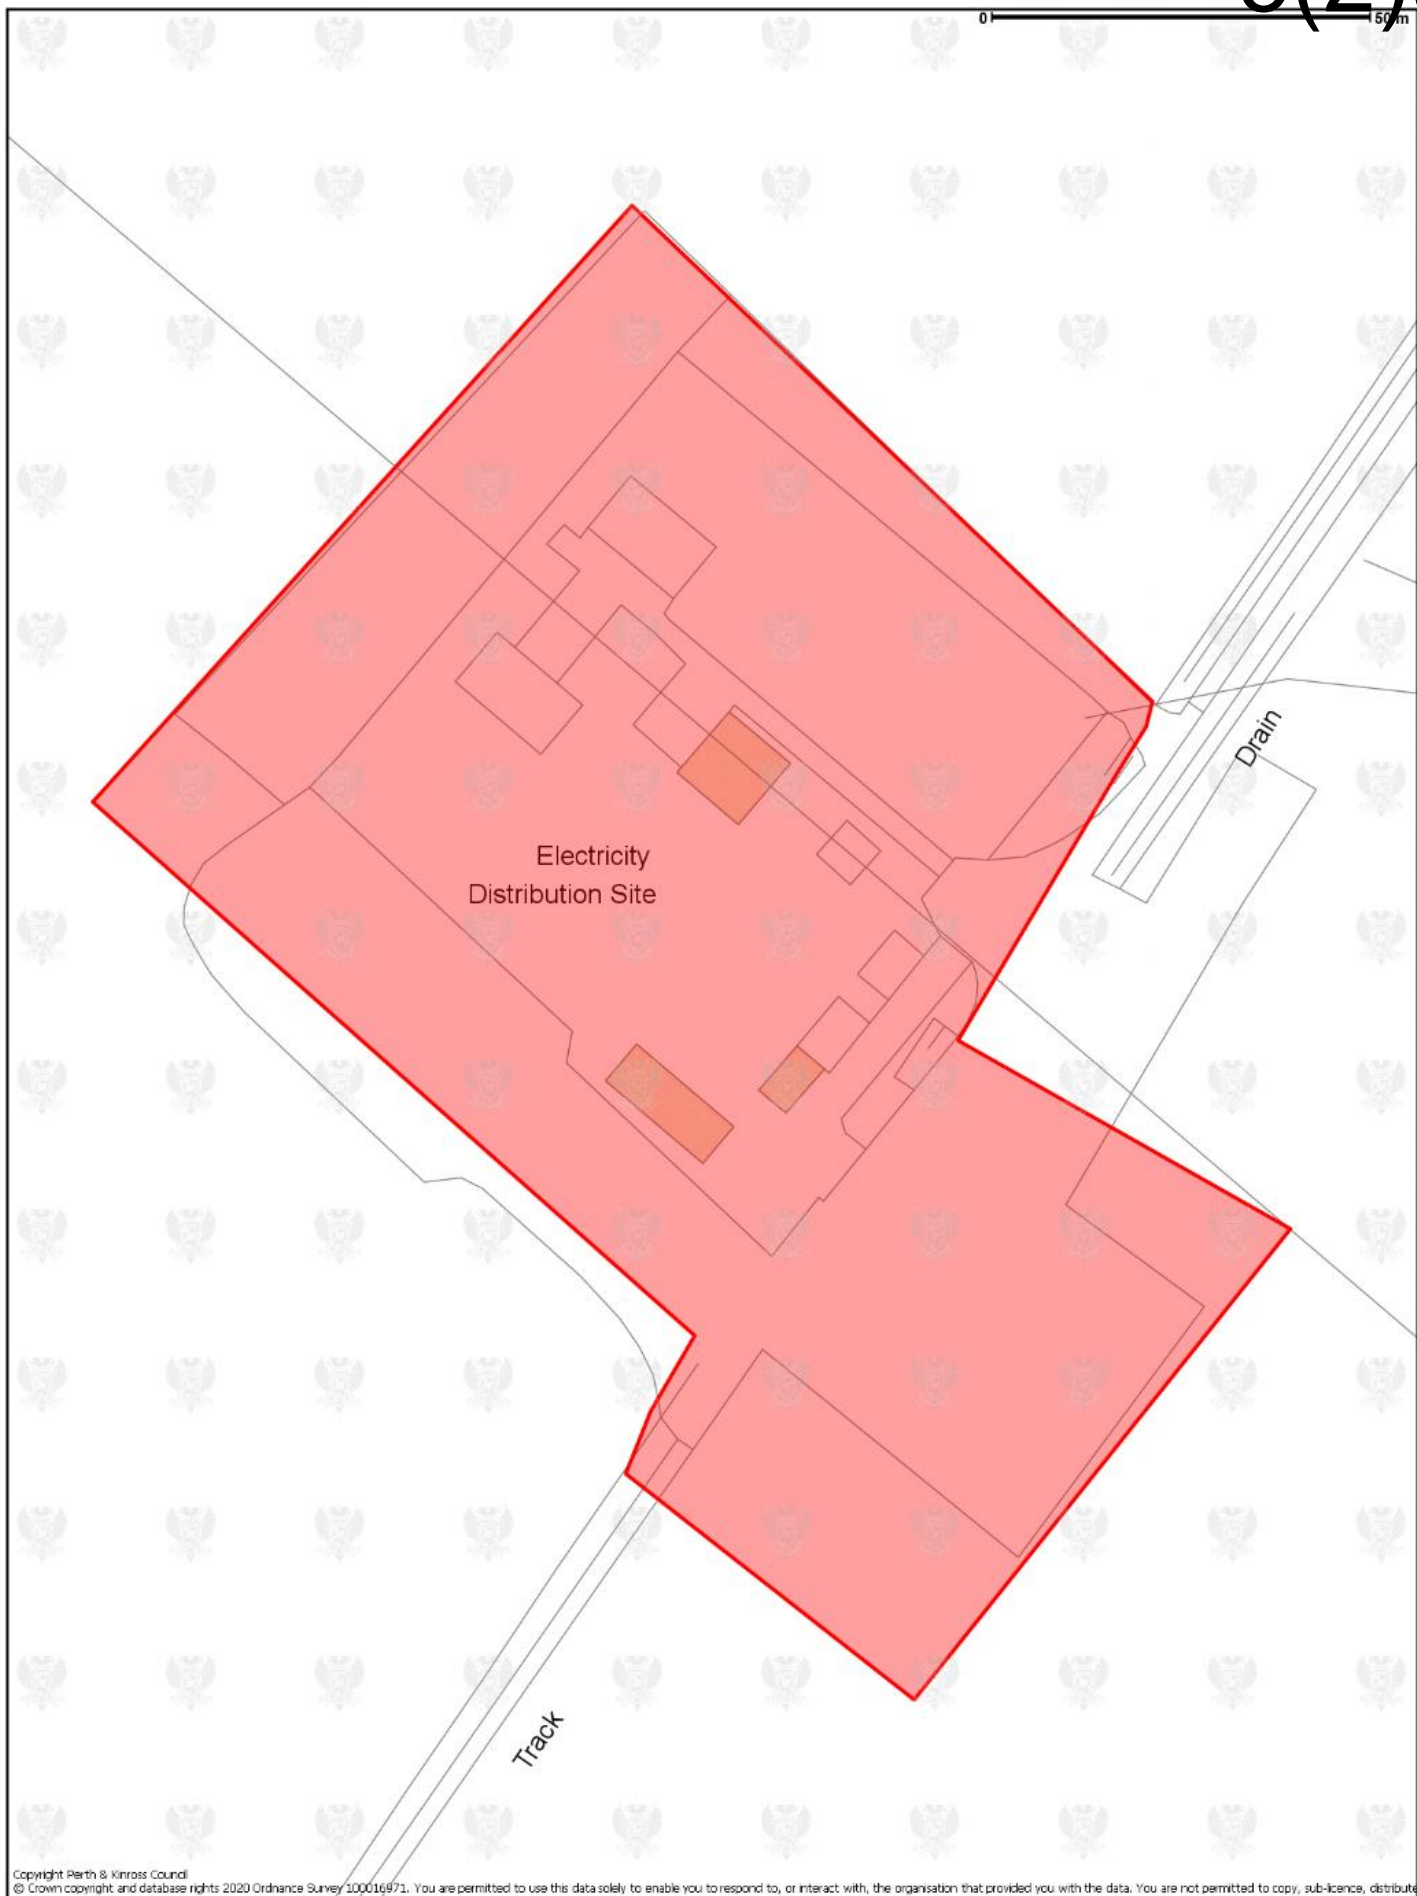 0 50 m
Drain
Electricity
Distribution Site
Track
Copyright Perth & Kinross Council
© Crown copyright and database rights 2020 Ordnance Survey 100016971. You are permitted to use this data solely to enable you to respond to, or interact with, the organisation that provided you with the data. You are not permitted to copy, sub-licence, distribute